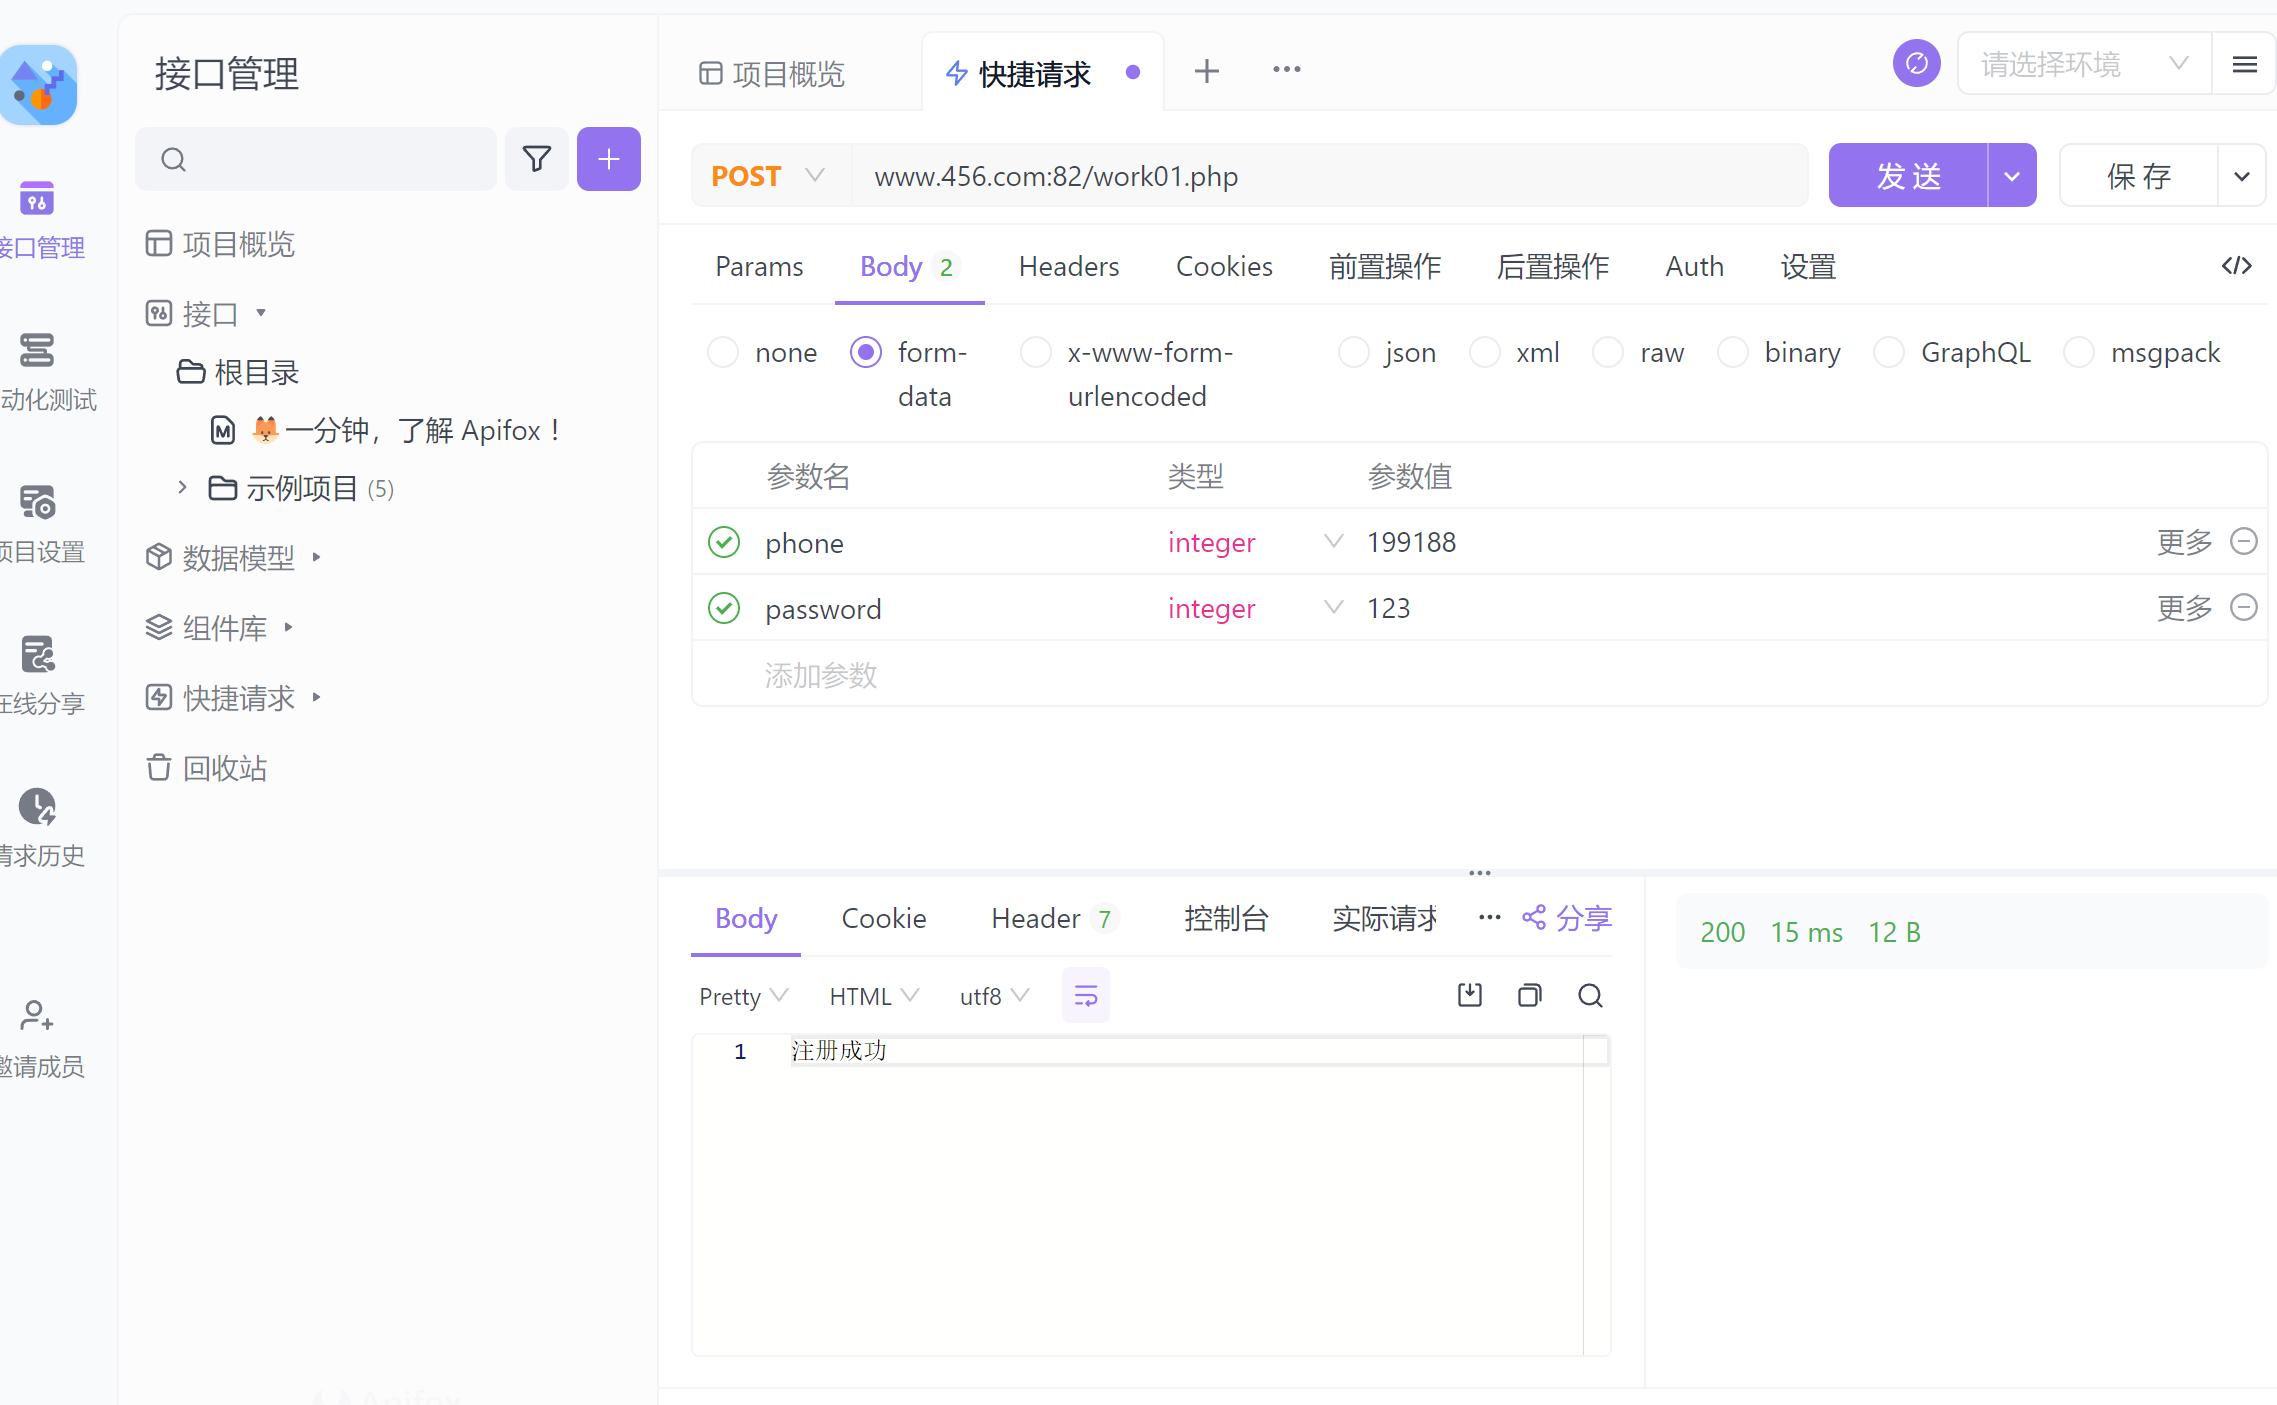 接口管理
项目概览
快捷请求
请选择环境
POST
www.456.com:82/work01.php
发 送
保 存
接口管理
项目概览
接口
根目录
一分钟，了解 Apifox！
示例项目 (5)
数据模型
组件库
快捷请求
回收站
动化测试
项目设置
在线分享
请求历史
邀请成员
Params
Body 2
Headers
Cookies
前置操作
后置操作
Auth
设置
none
form-
data
x-www-form-
urlencoded
json
xml
raw
binary
GraphQL
msgpack
参数名
类型
参数值
phone
integer
199188
更多
password
integer
123
更多
添加参数
Body
Cookie
Header 7
控制台
实际请求
分享
200
15 ms
12 B
Pretty
HTML
utf8
1
注册成功
Apifox